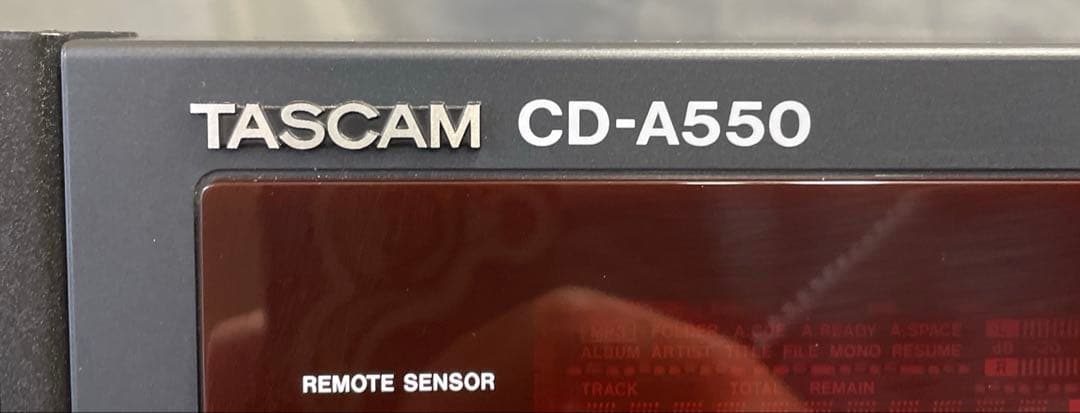 TASCAM CD-A550
MP3 FOLDER A.CUE A.READY A.SPACE L
ALBUM ARTIST TITLE FILE MONO RESUME dB
R
TRACK TOTAL REMAIN
REMOTE SENSOR